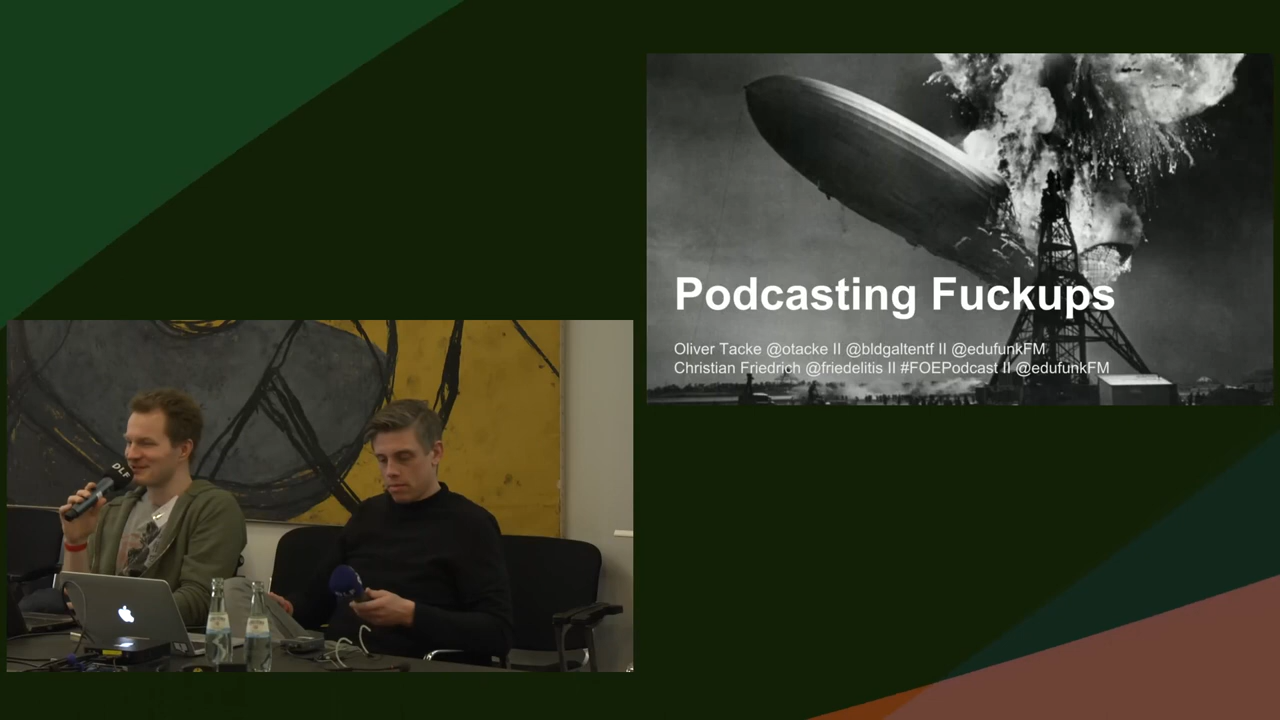 Podcasting Fuckups
Oliver Tacke @otacke II @bldgaltentf II @edufunkFM
Christian Friedrich @friedelitis II #FOEPodcast II @edufunkFM
DLF